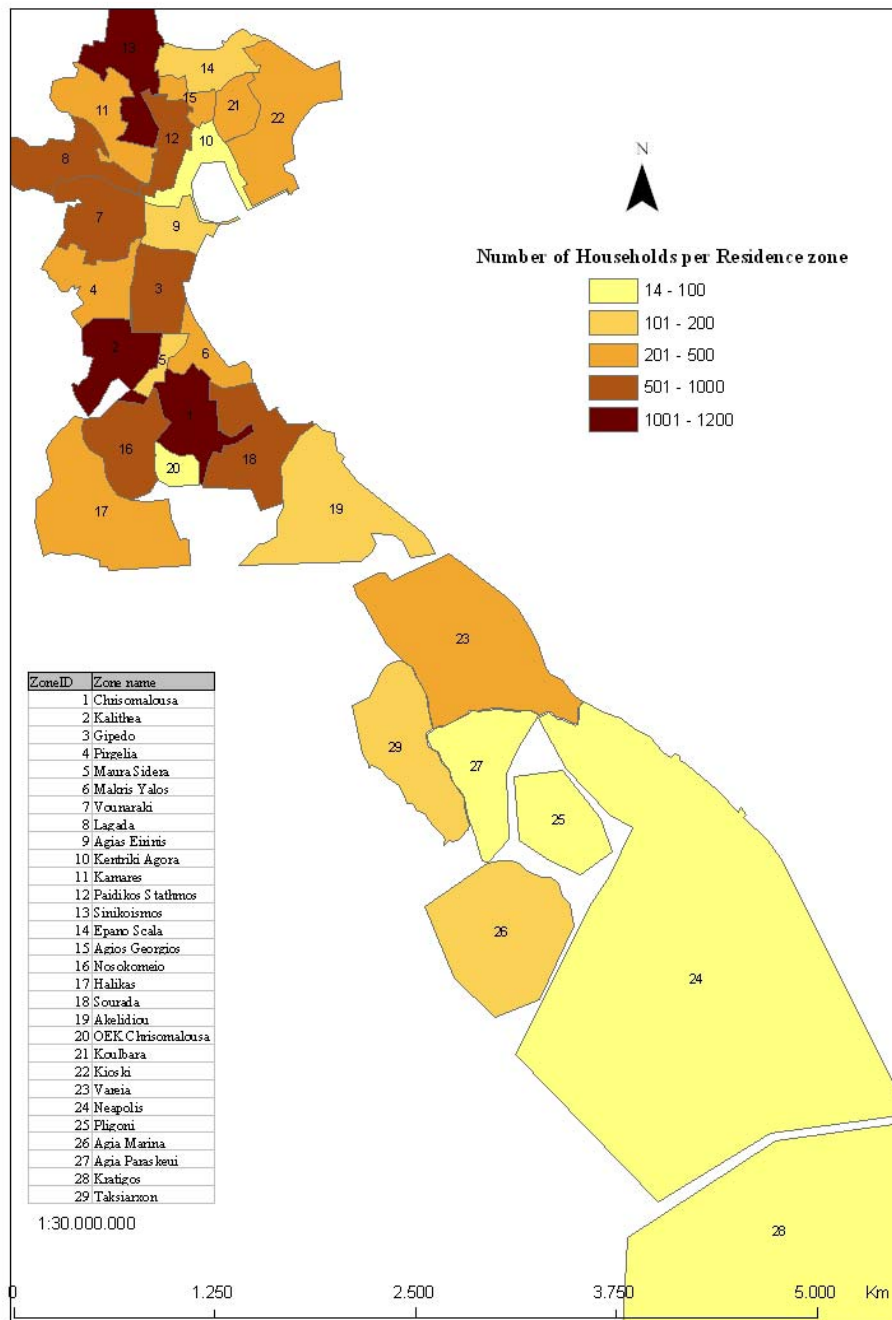 13
14
11
15
21
22
12
10
8
7
9
4
3
2
5
6
1
16
18
20
17
19
N
Number of Households per Residence zone
14 - 100
101 - 200
201 - 500
501 - 1000
1001 - 1200
23
29
27
25
26
24
28
ZoneID Zone name
1 Chrisomalousa
2 Kalithea
3 Gipedo
4 Pirgelia
5 Maura Sidera
6 Makris Yalos
7 Vounaraki
8 Lagada
9 Agias Eirinis
10 Kentriki Agora
11 Kamares
12 Paidikos Stathmos
13 Sinikoismos
14 Epano Scala
15 Agios Georgios
16 Nosokomeio
17 Halikas
18 Sourada
19 Akelidiou
20 OEK Chrisomalousa
21 Koulbara
22 Kioski
23 Vareia
24 Neapolis
25 Pligoni
26 Agia Marina
27 Agia Paraskeui
28 Kratigos
29 Taksiarxon
1:30.000.000
0 1.250 2.500 3.750 5.000 Km